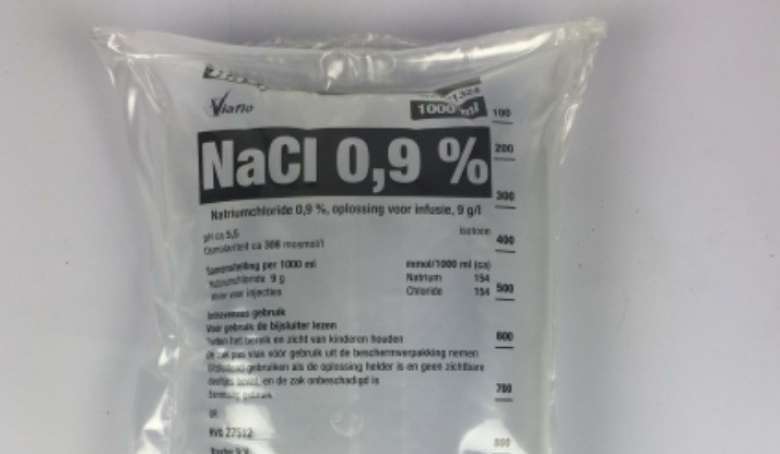 Viaflo
1000 ml
100
NaCl 0,9 %
200
Natriumchloride 0,9 %, oplossing voor infusie, 9 g/l
300
pH ca 5,5 isotoon
Osmolariteit ca 308 mosmol/l
400
Samenstelling per 1000 ml mmol/1000 ml (ca)
Natriumchloride 9 g Natrium 154
water voor injecties Chloride 154
500
Intraveneus gebruik
Voor gebruik de bijsluiter lezen
Buiten het bereik en zicht van kinderen houden
600
de zak pas vlak vóór gebruik uit de beschermverpakking nemen
Uitsluitend gebruiken als de oplossing helder is en geen zichtbare
deeltjes bevat, en de zak onbeschadigd is
700
Eenmalig gebruik
UR
RVG 27512
800